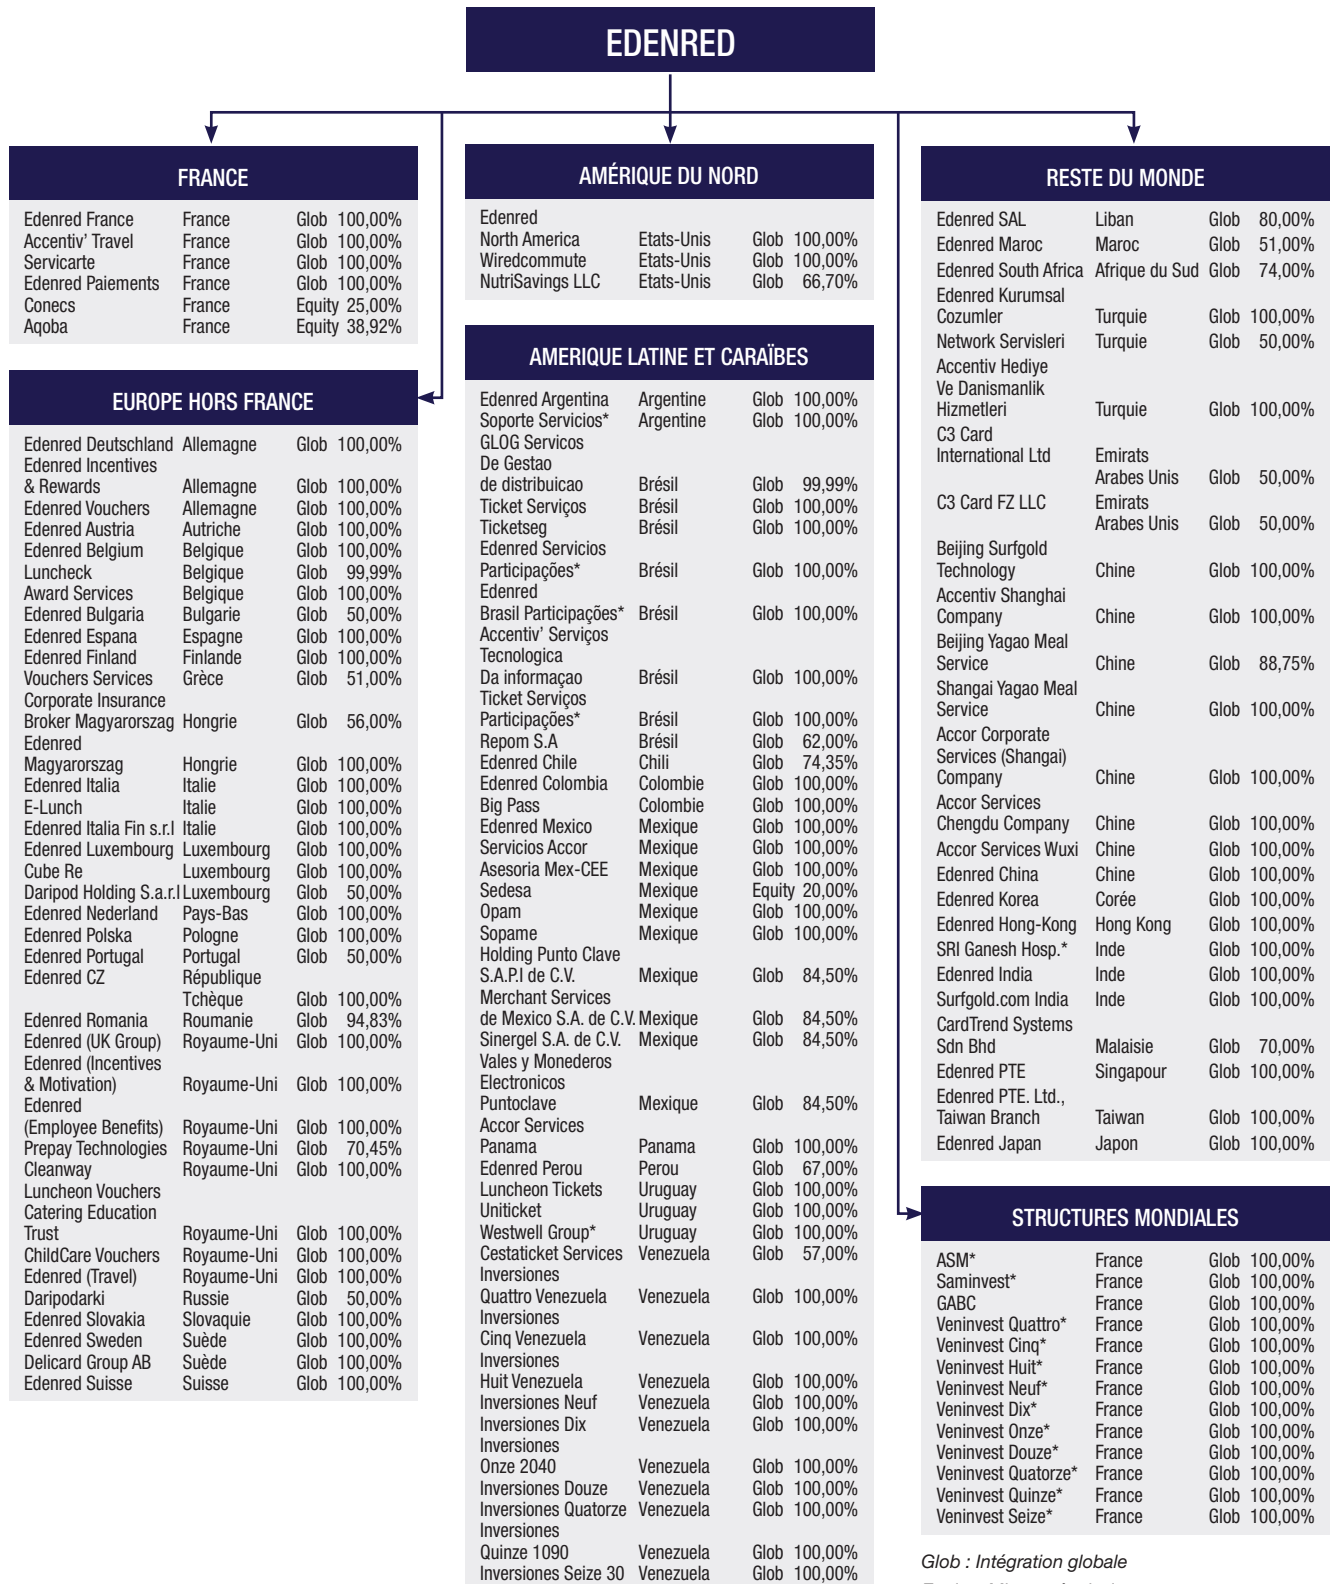 EDENRED
FRANCE
Edenred France France Glob 100,00%
Accentiv’ Travel France Glob 100,00%
Servicarte France Glob 100,00%
Edenred Paiements France Glob 100,00%
Conecs France Equity 25,00%
Aqoba France Equity 38,92%
EUROPE HORS FRANCE
Edenred Deutschland Allemagne Glob 100,00%
Edenred Incentives
& Rewards Allemagne Glob 100,00%
Edenred Vouchers Allemagne Glob 100,00%
Edenred Austria Autriche Glob 100,00%
Edenred Belgium Belgique Glob 100,00%
Luncheck Belgique Glob 99,99%
Award Services Belgique Glob 100,00%
Edenred Bulgaria Bulgarie Glob 50,00%
Edenred Espana Espagne Glob 100,00%
Edenred Finland Finlande Glob 100,00%
Vouchers Services Grèce Glob 51,00%
Corporate Insurance
Broker Magyarorszag Hongrie Glob 56,00%
Edenred
Magyarorszag Hongrie Glob 100,00%
Edenred Italia Italie Glob 100,00%
E-Lunch Italie Glob 100,00%
Edenred Italia Fin s.r.l Italie Glob 100,00%
Edenred Luxembourg Luxembourg Glob 100,00%
Cube Re Luxembourg Glob 100,00%
Daripod Holding S.a.r.l Luxembourg Glob 50,00%
Edenred Nederland Pays-Bas Glob 100,00%
Edenred Polska Pologne Glob 100,00%
Edenred Portugal Portugal Glob 50,00%
Edenred CZ République
Tchèque Glob 100,00%
Edenred Romania Roumanie Glob 94,83%
Edenred (UK Group) Royaume-Uni Glob 100,00%
Edenred (Incentives
& Motivation) Royaume-Uni Glob 100,00%
Edenred
(Employee Benefits) Royaume-Uni Glob 100,00%
Prepay Technologies Royaume-Uni Glob 70,45%
Cleanway Royaume-Uni Glob 100,00%
Luncheon Vouchers
Catering Education
Trust Royaume-Uni Glob 100,00%
ChildCare Vouchers Royaume-Uni Glob 100,00%
Edenred (Travel) Royaume-Uni Glob 100,00%
Daripodarki Russie Glob 50,00%
Edenred Slovakia Slovaquie Glob 100,00%
Edenred Sweden Suède Glob 100,00%
Delicard Group AB Suède Glob 100,00%
Edenred Suisse Suisse Glob 100,00%
AMÉRIQUE DU NORD
Edenred
North America Etats-Unis Glob 100,00%
Wiredcommute Etats-Unis Glob 100,00%
NutriSavings LLC Etats-Unis Glob 66,70%
AMERIQUE LATINE ET CARAÏBES
Edenred Argentina Argentine Glob 100,00%
Soporte Servicios* Argentine Glob 100,00%
GLOG Servicos
De Gestao
de distribuicao Brésil Glob 99,99%
Ticket Serviços Brésil Glob 100,00%
Ticketseg Brésil Glob 100,00%
Edenred Servicios
Participações* Brésil Glob 100,00%
Edenred
Brasil Participações* Brésil Glob 100,00%
Accentiv’ Serviços
Tecnologica
Da informaçao Brésil Glob 100,00%
Ticket Serviços
Participações* Brésil Glob 100,00%
Repom S.A Brésil Glob 62,00%
Edenred Chile Chili Glob 74,35%
Edenred Colombia Colombie Glob 100,00%
Big Pass Colombie Glob 100,00%
Edenred Mexico Mexique Glob 100,00%
Servicios Accor Mexique Glob 100,00%
Asesoria Mex-CEE Mexique Glob 100,00%
Sedesa Mexique Equity 20,00%
Opam Mexique Glob 100,00%
Sopame Mexique Glob 100,00%
Holding Punto Clave
S.A.P.I de C.V. Mexique Glob 84,50%
Merchant Services
de Mexico S.A. de C.V. Mexique Glob 84,50%
Sinergel S.A. de C.V. Mexique Glob 84,50%
Vales y Monederos
Electronicos
Puntoclave Mexique Glob 84,50%
Accor Services
Panama Panama Glob 100,00%
Edenred Perou Perou Glob 67,00%
Luncheon Tickets Uruguay Glob 100,00%
Uniticket Uruguay Glob 100,00%
Westwell Group* Uruguay Glob 100,00%
Cestaticket Services Venezuela Glob 57,00%
Inversiones
Quattro Venezuela Venezuela Glob 100,00%
Inversiones
Cinq Venezuela Venezuela Glob 100,00%
Inversiones
Huit Venezuela Venezuela Glob 100,00%
Inversiones Neuf Venezuela Glob 100,00%
Inversiones Dix Venezuela Glob 100,00%
Inversiones
Onze 2040 Venezuela Glob 100,00%
Inversiones Douze Venezuela Glob 100,00%
Inversiones Quatorze Venezuela Glob 100,00%
Inversiones
Quinze 1090 Venezuela Glob 100,00%
Inversiones Seize 30 Venezuela Glob 100,00%
RESTE DU MONDE
Edenred SAL Liban Glob 80,00%
Edenred Maroc Maroc Glob 51,00%
Edenred South Africa Afrique du Sud Glob 74,00%
Edenred Kurumsal
Cozumler Turquie Glob 100,00%
Network Servisleri Turquie Glob 50,00%
Accentiv Hediye
Ve Danismanlik
Hizmetleri Turquie Glob 100,00%
C3 Card
International Ltd Emirats
Arabes Unis Glob 50,00%
C3 Card FZ LLC Emirats
Arabes Unis Glob 50,00%
Beijing Surfgold
Technology Chine Glob 100,00%
Accentiv Shanghai
Company Chine Glob 100,00%
Beijing Yagao Meal
Service Chine Glob 88,75%
Shangai Yagao Meal
Service Chine Glob 100,00%
Accor Corporate
Services (Shangai)
Company Chine Glob 100,00%
Accor Services
Chengdu Company Chine Glob 100,00%
Accor Services Wuxi Chine Glob 100,00%
Edenred China Chine Glob 100,00%
Edenred Korea Corée Glob 100,00%
Edenred Hong-Kong Hong Kong Glob 100,00%
SRI Ganesh Hosp.* Inde Glob 100,00%
Edenred India Inde Glob 100,00%
Surfgold.com India Inde Glob 100,00%
CardTrend Systems
Sdn Bhd Malaisie Glob 70,00%
Edenred PTE Singapour Glob 100,00%
Edenred PTE. Ltd.,
Taiwan Branch Taiwan Glob 100,00%
Edenred Japan Japon Glob 100,00%
STRUCTURES MONDIALES
ASM* France Glob 100,00%
Saminvest* France Glob 100,00%
GABC France Glob 100,00%
Veninvest Quattro* France Glob 100,00%
Veninvest Cinq* France Glob 100,00%
Veninvest Huit* France Glob 100,00%
Veninvest Neuf* France Glob 100,00%
Veninvest Dix* France Glob 100,00%
Veninvest Onze* France Glob 100,00%
Veninvest Douze* France Glob 100,00%
Veninvest Quatorze* France Glob 100,00%
Veninvest Quinze* France Glob 100,00%
Veninvest Seize* France Glob 100,00%
Glob : Intégration globale